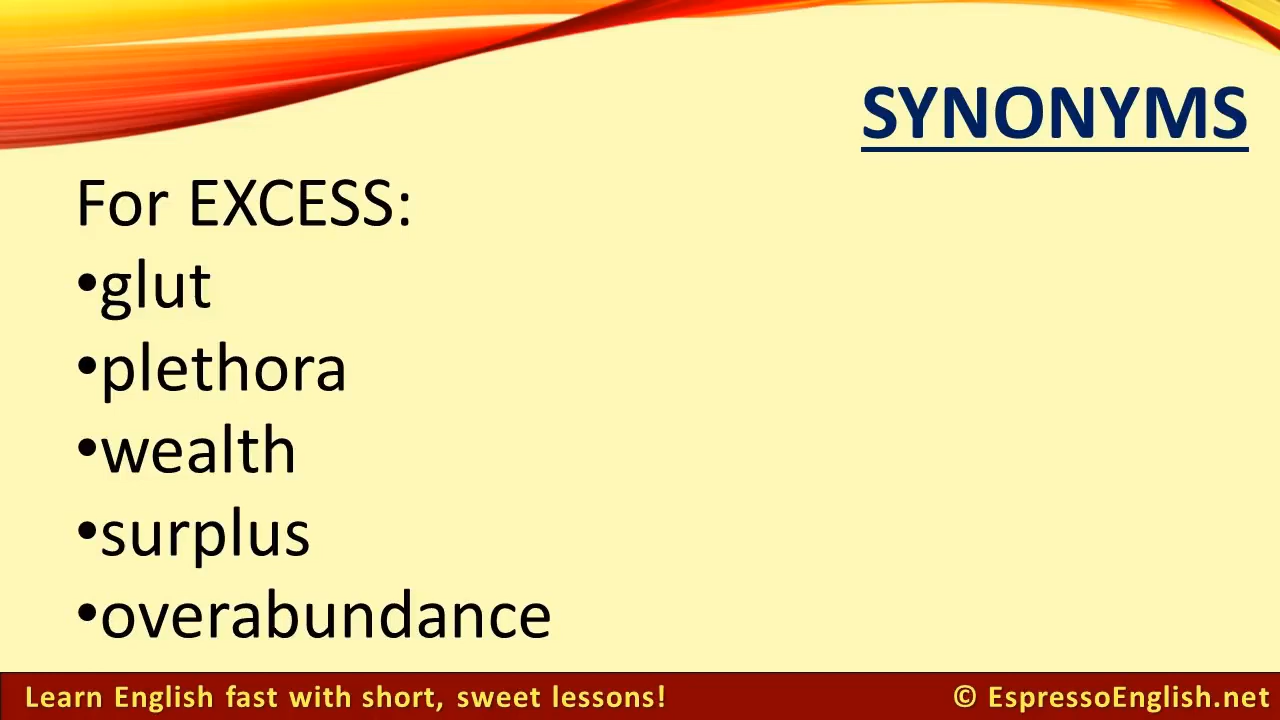 SYNONYMS
For EXCESS:
•glut
•plethora
•wealth
•surplus
•overabundance
Learn English fast with short, sweet lessons!
© EspressoEnglish.net